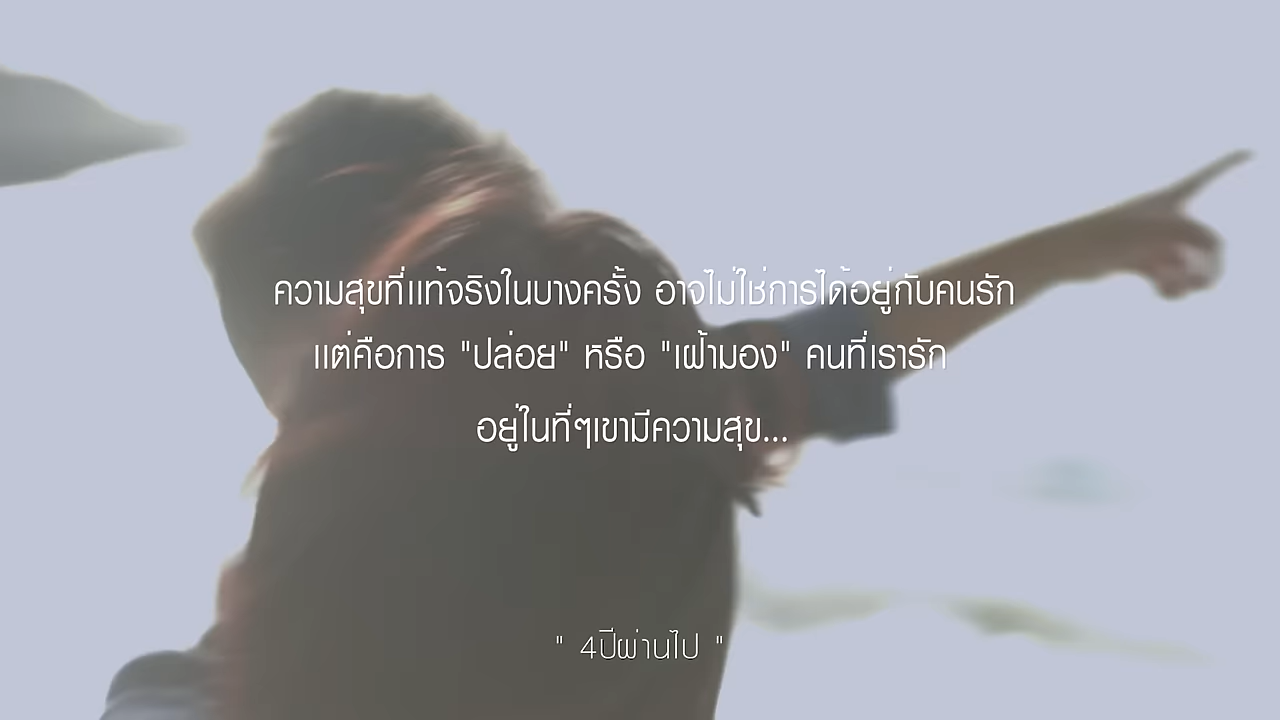 ความสุขที่แท้จริงในบางครั้ง อาจไม่ใช่การได้อยู่กับคนรัก
แต่คือการ "ปล่อย" หรือ "เฝ้ามอง" คนที่เรารัก
อยู่ในที่ๆเขามีความสุข...
" 4ปีผ่านไป "